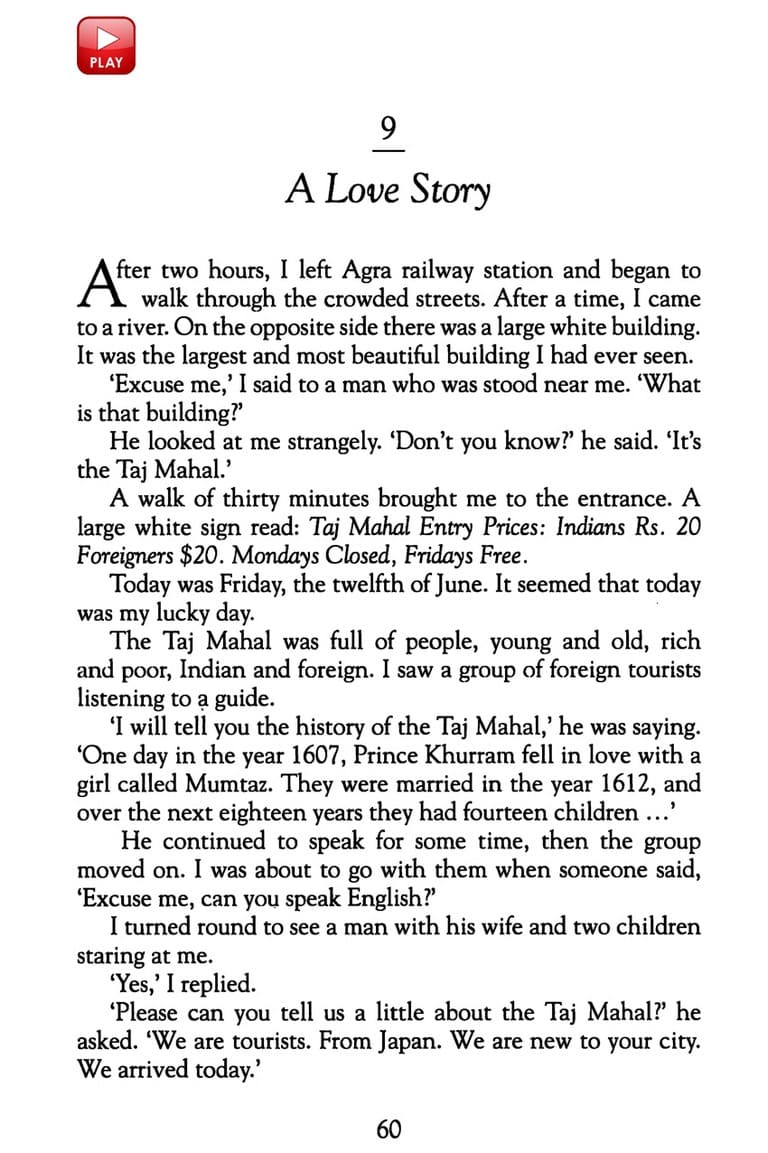 PLAY
9
A Love Story
After two hours, I left Agra railway station and began to
walk through the crowded streets. After a time, I came
to a river. On the opposite side there was a large white building.
It was the largest and most beautiful building I had ever seen.
‘Excuse me,’ I said to a man who was stood near me. ‘What
is that building?’
He looked at me strangely. ‘Don’t you know?’ he said. ‘It’s
the Taj Mahal.’
A walk of thirty minutes brought me to the entrance. A
large white sign read: Taj Mahal Entry Prices: Indians Rs. 20
Foreigners $20. Mondays Closed, Fridays Free.
Today was Friday, the twelfth of June. It seemed that today
was my lucky day.
The Taj Mahal was full of people, young and old, rich
and poor, Indian and foreign. I saw a group of foreign tourists
listening to a guide.
‘I will tell you the history of the Taj Mahal,’ he was saying.
‘One day in the year 1607, Prince Khurram fell in love with a
girl called Mumtaz. They were married in the year 1612, and
over the next eighteen years they had fourteen children …’
He continued to speak for some time, then the group
moved on. I was about to go with them when someone said,
‘Excuse me, can you speak English?’
I turned round to see a man with his wife and two children
staring at me.
‘Yes,’ I replied.
‘Please can you tell us a little about the Taj Mahal?’ he
asked. ‘We are tourists. From Japan. We are new to your city.
We arrived today.’
60